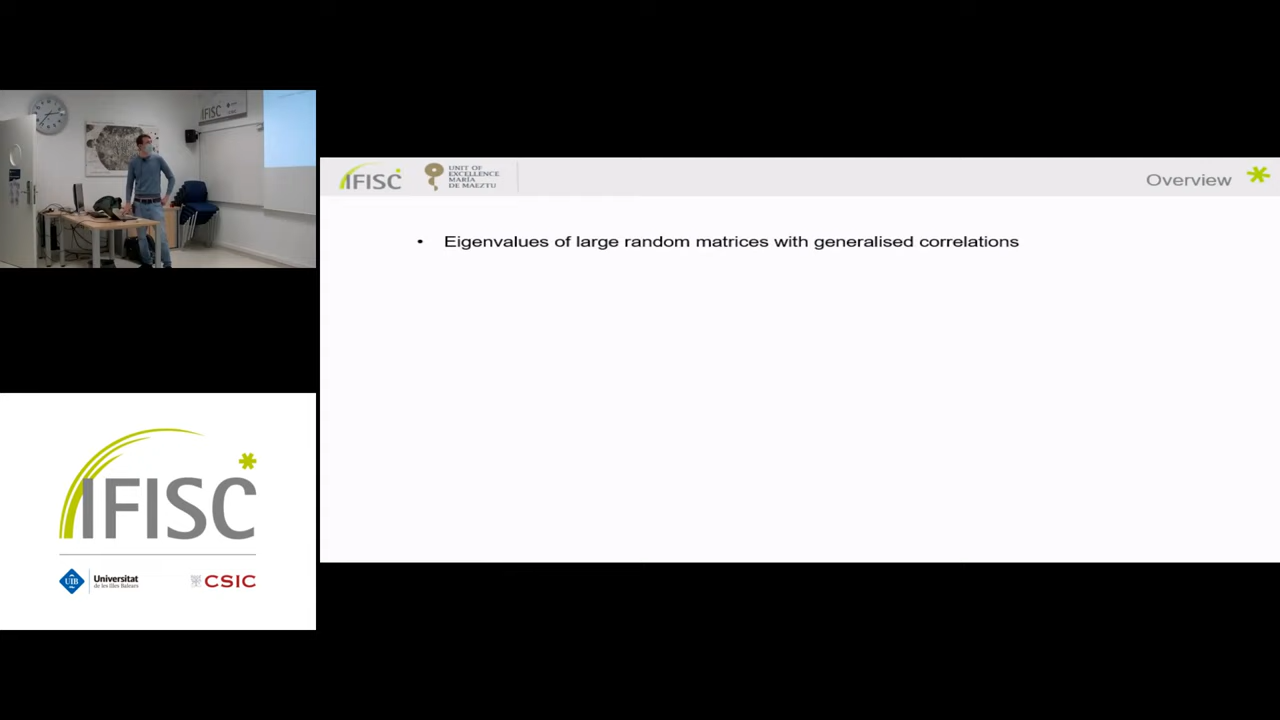 IFISC
IFISC
UNIT OF
EXCELLENCE
MARÍA
DE MAEZTU
Overview
• Eigenvalues of large random matrices with generalised correlations
IFISC
UIB
Universitat
de les Illes Balears
CSIC